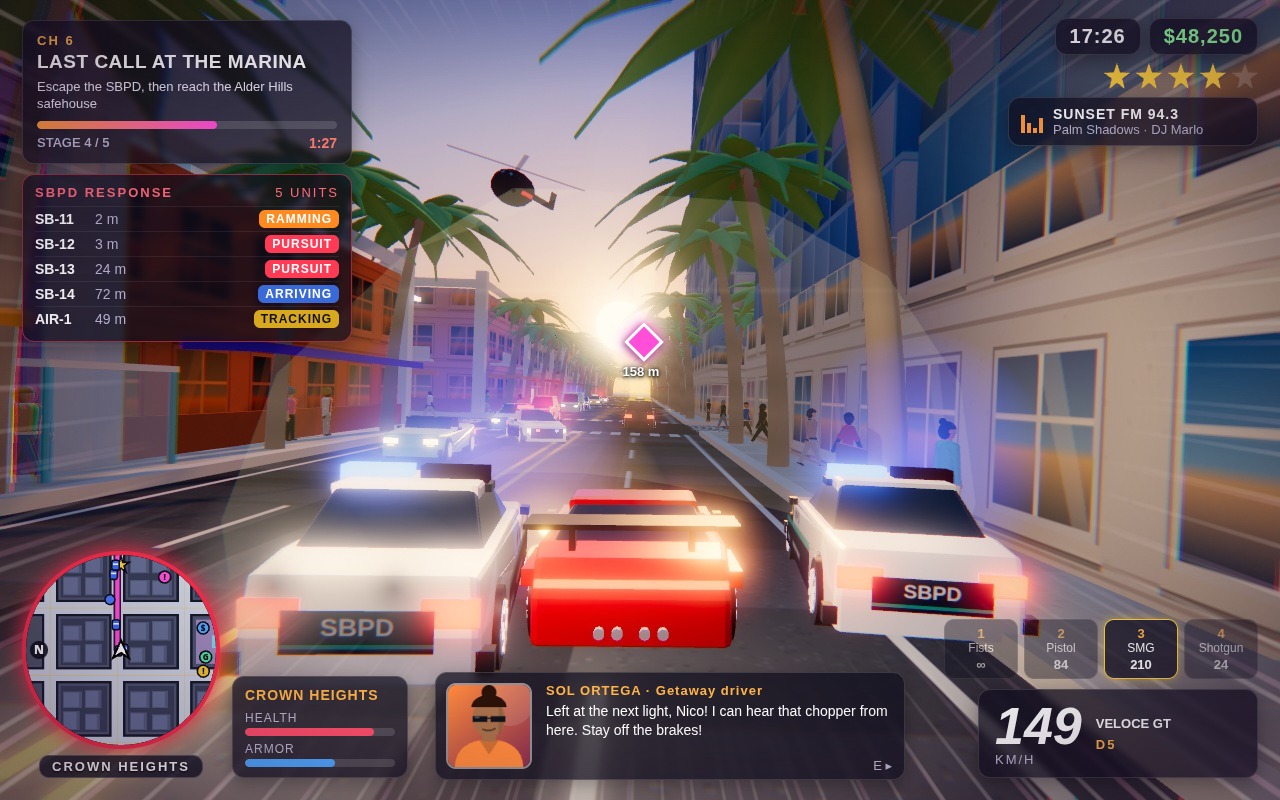 CH 6
LAST CALL AT THE MARINA
Escape the SBPD, then reach the Alder Hills
safehouse
STAGE 4 / 5 1:27
SBPD RESPONSE 5 UNITS
SB-11 2 m RAMMING
SB-12 3 m PURSUIT
SB-13 24 m PURSUIT
SB-14 72 m ARRIVING
AIR-1 49 m TRACKING
17:26 $48,250
SUNSET FM 94.3
Palm Shadows · DJ Marlo
158 m
SBPD
SBPD
N
! $ G !
CROWN HEIGHTS
CROWN HEIGHTS
HEALTH
ARMOR
SOL ORTEGA · Getaway driver
Left at the next light, Nico! I can hear that chopper from
here. Stay off the brakes!
E ▸
1 2 3 4
Fists Pistol SMG Shotgun
∞ 84 210 24
149 VELOCE GT
D5
KM/H